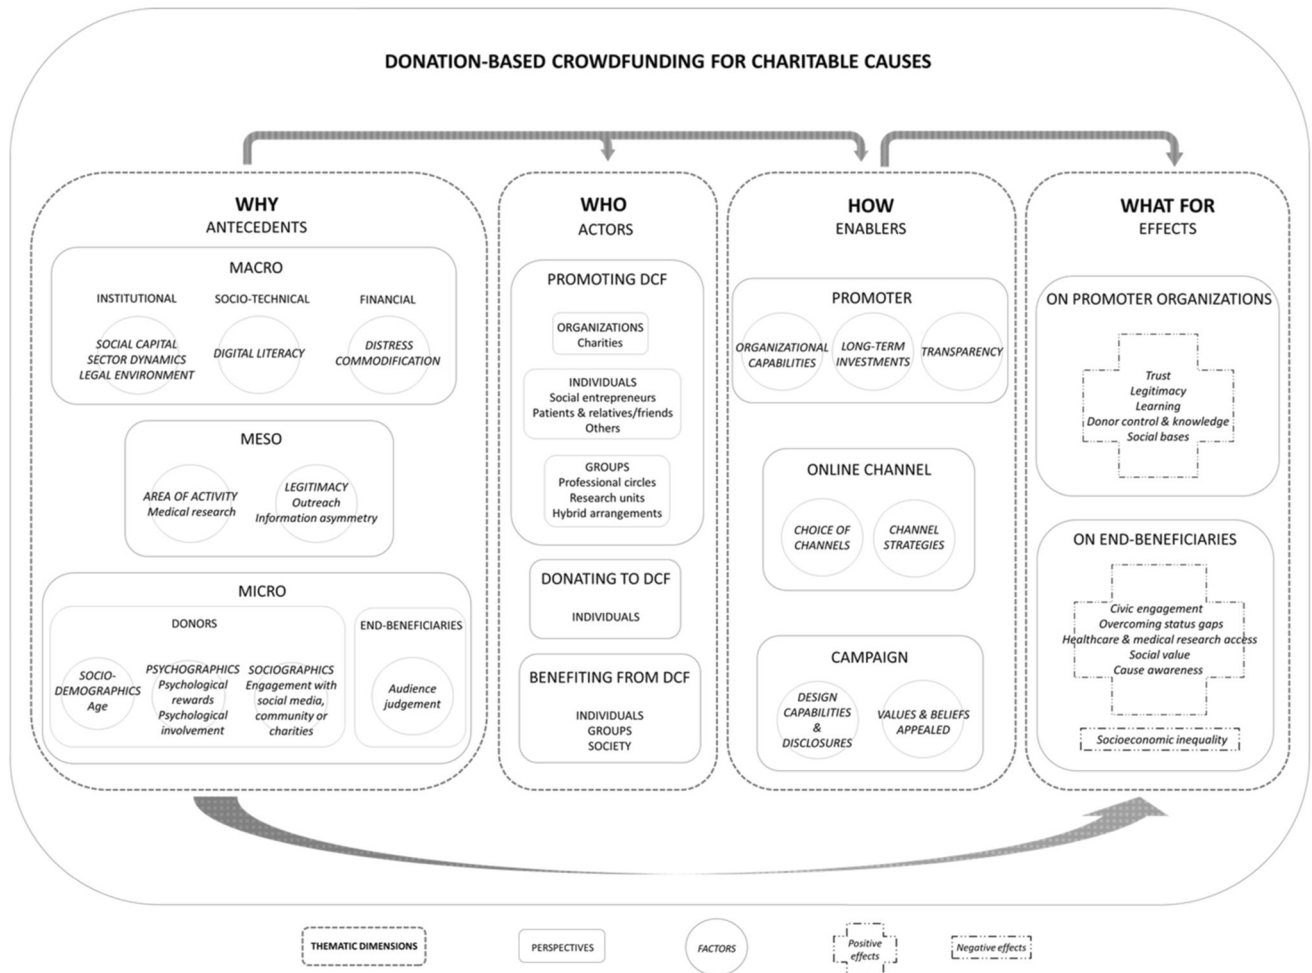 DONATION-BASED CROWDFUNDING FOR CHARITABLE CAUSES
WHY
ANTECEDENTS
MACRO
INSTITUTIONAL
SOCIAL CAPITAL
SECTOR DYNAMICS
LEGAL ENVIRONMENT
SOCIO-TECHNICAL
DIGITAL LITERACY
FINANCIAL
DISTRESS
COMMODIFICATION
MESO
AREA OF ACTIVITY
Medical research
LEGITIMACY
Outreach
Information asymmetry
MICRO
DONORS
SOCIO-
DEMOGRAPHICS
Age
PSYCHOGRAPHICS
Psychological
rewards
Psychological
involvement
SOCIOGRAPHICS
Engagement with
social media,
community or
charities
END-BENEFICIARIES
Audience
judgement
WHO
ACTORS
PROMOTING DCF
ORGANIZATIONS
Charities
INDIVIDUALS
Social entrepreneurs
Patients & relatives/friends
Others
GROUPS
Professional circles
Research units
Hybrid arrangements
DONATING TO DCF
INDIVIDUALS
BENEFITING FROM DCF
INDIVIDUALS
GROUPS
SOCIETY
HOW
ENABLERS
PROMOTER
ORGANIZATIONAL
CAPABILITIES
LONG-TERM
INVESTMENTS
TRANSPARENCY
ONLINE CHANNEL
CHOICE OF
CHANNELS
CHANNEL
STRATEGIES
CAMPAIGN
DESIGN
CAPABILITIES
&
DISCLOSURES
VALUES & BELIEFS
APPEALED
WHAT FOR
EFFECTS
ON PROMOTER ORGANIZATIONS
Trust
Legitimacy
Learning
Donor control & knowledge
Social bases
ON END-BENEFICIARIES
Civic engagement
Overcoming status gaps
Healthcare & medical research access
Social value
Cause awareness
Socioeconomic inequality
THEMATIC DIMENSIONS
PERSPECTIVES
FACTORS
Positive
effects
Negative effects